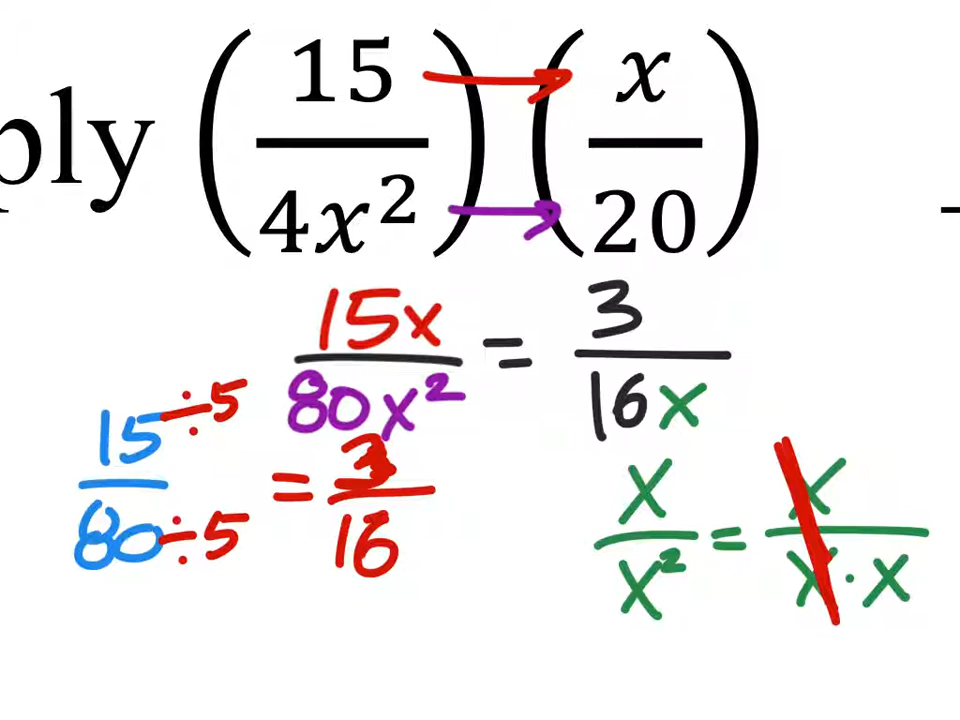 ply (15/4x²) (x/20)
15x/80x² = 3/16x
15÷5/80÷5 = 3/16
x/x² = x/x·x